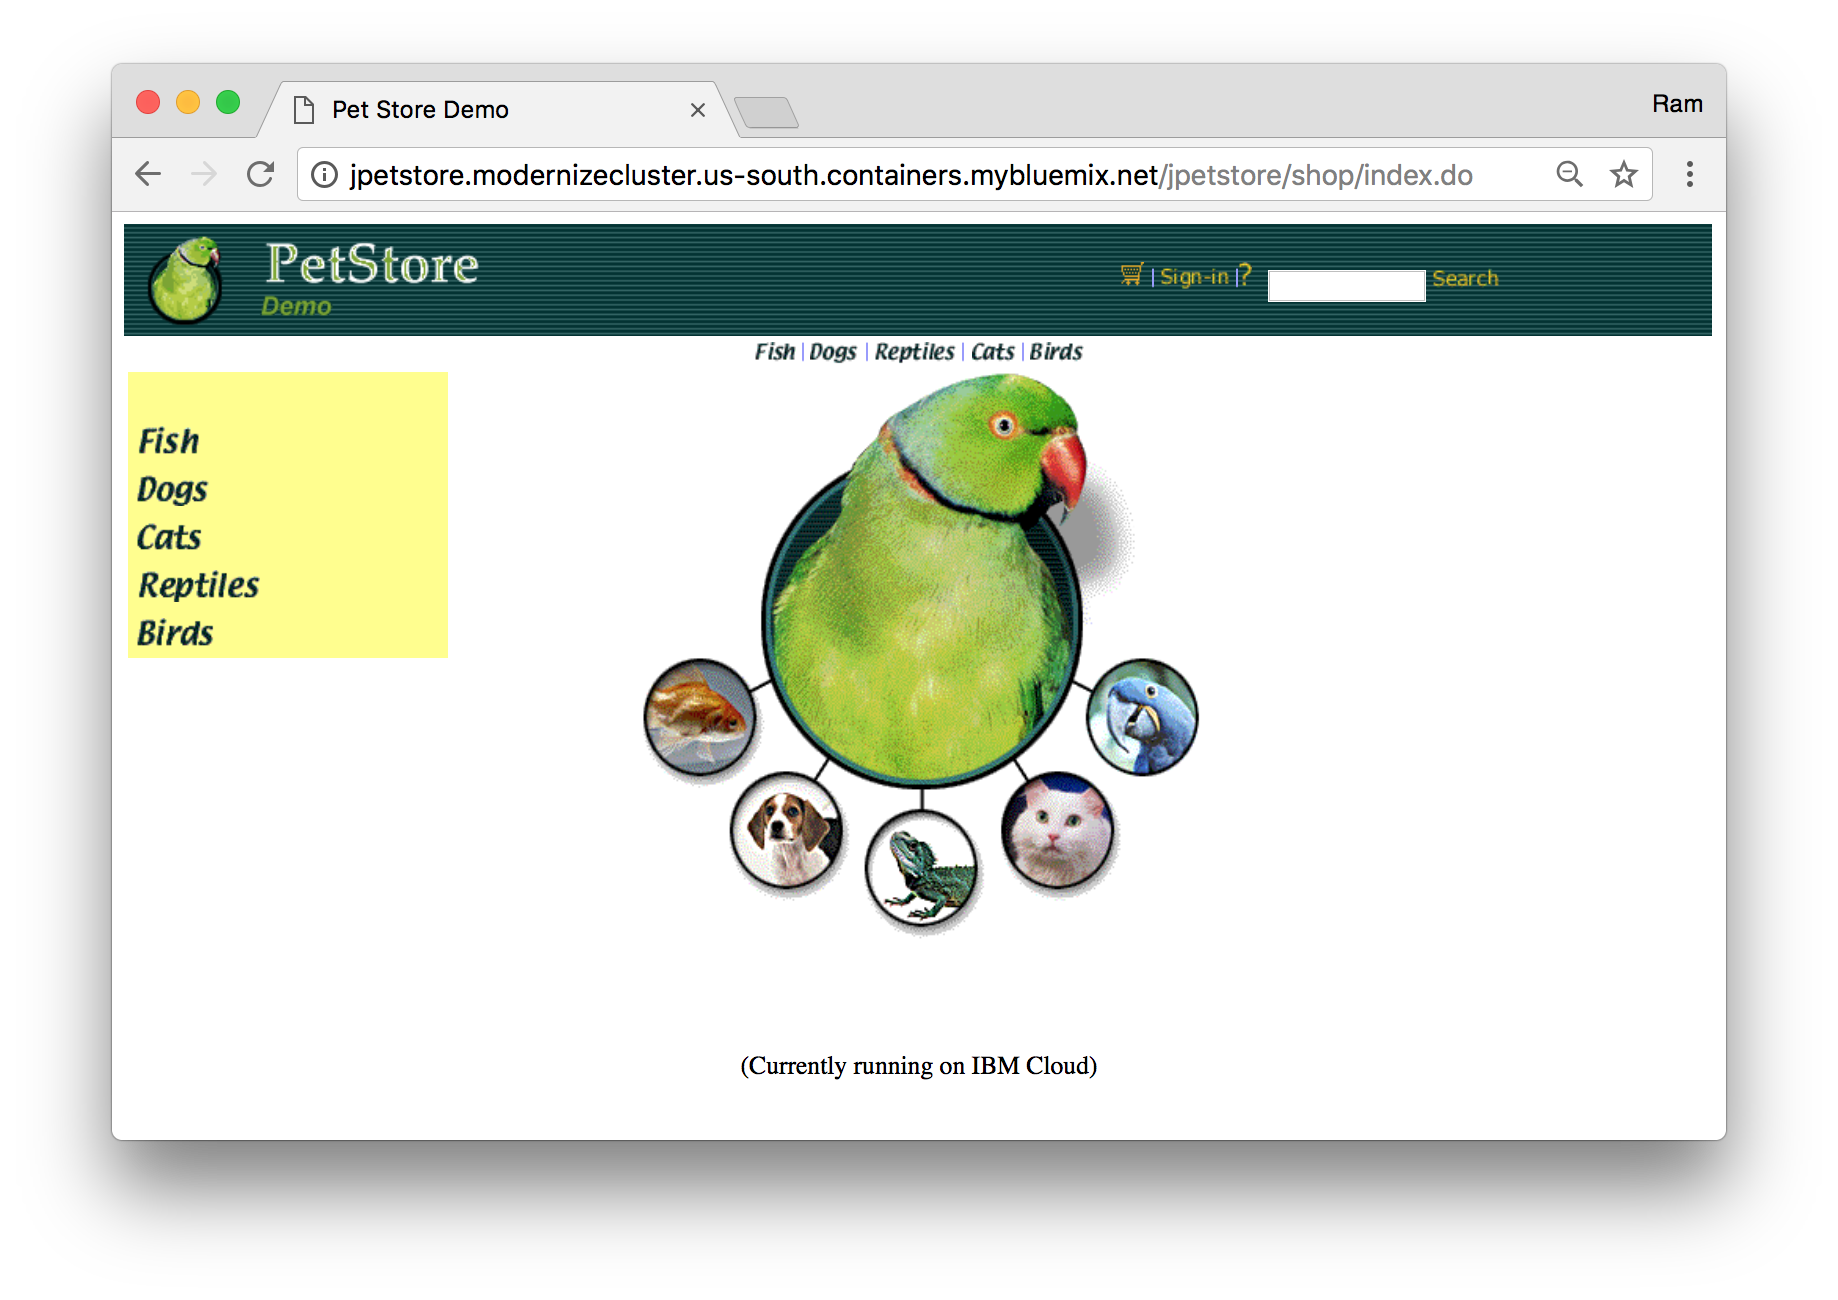 Pet Store Demo
Ram
jpetstore.modernizecluster.us-south.containers.mybluemix.net/jpetstore/shop/index.do
PetStore
Demo
| Sign-in | ? Search
Fish | Dogs | Reptiles | Cats | Birds
Fish
Dogs
Cats
Reptiles
Birds
(Currently running on IBM Cloud)